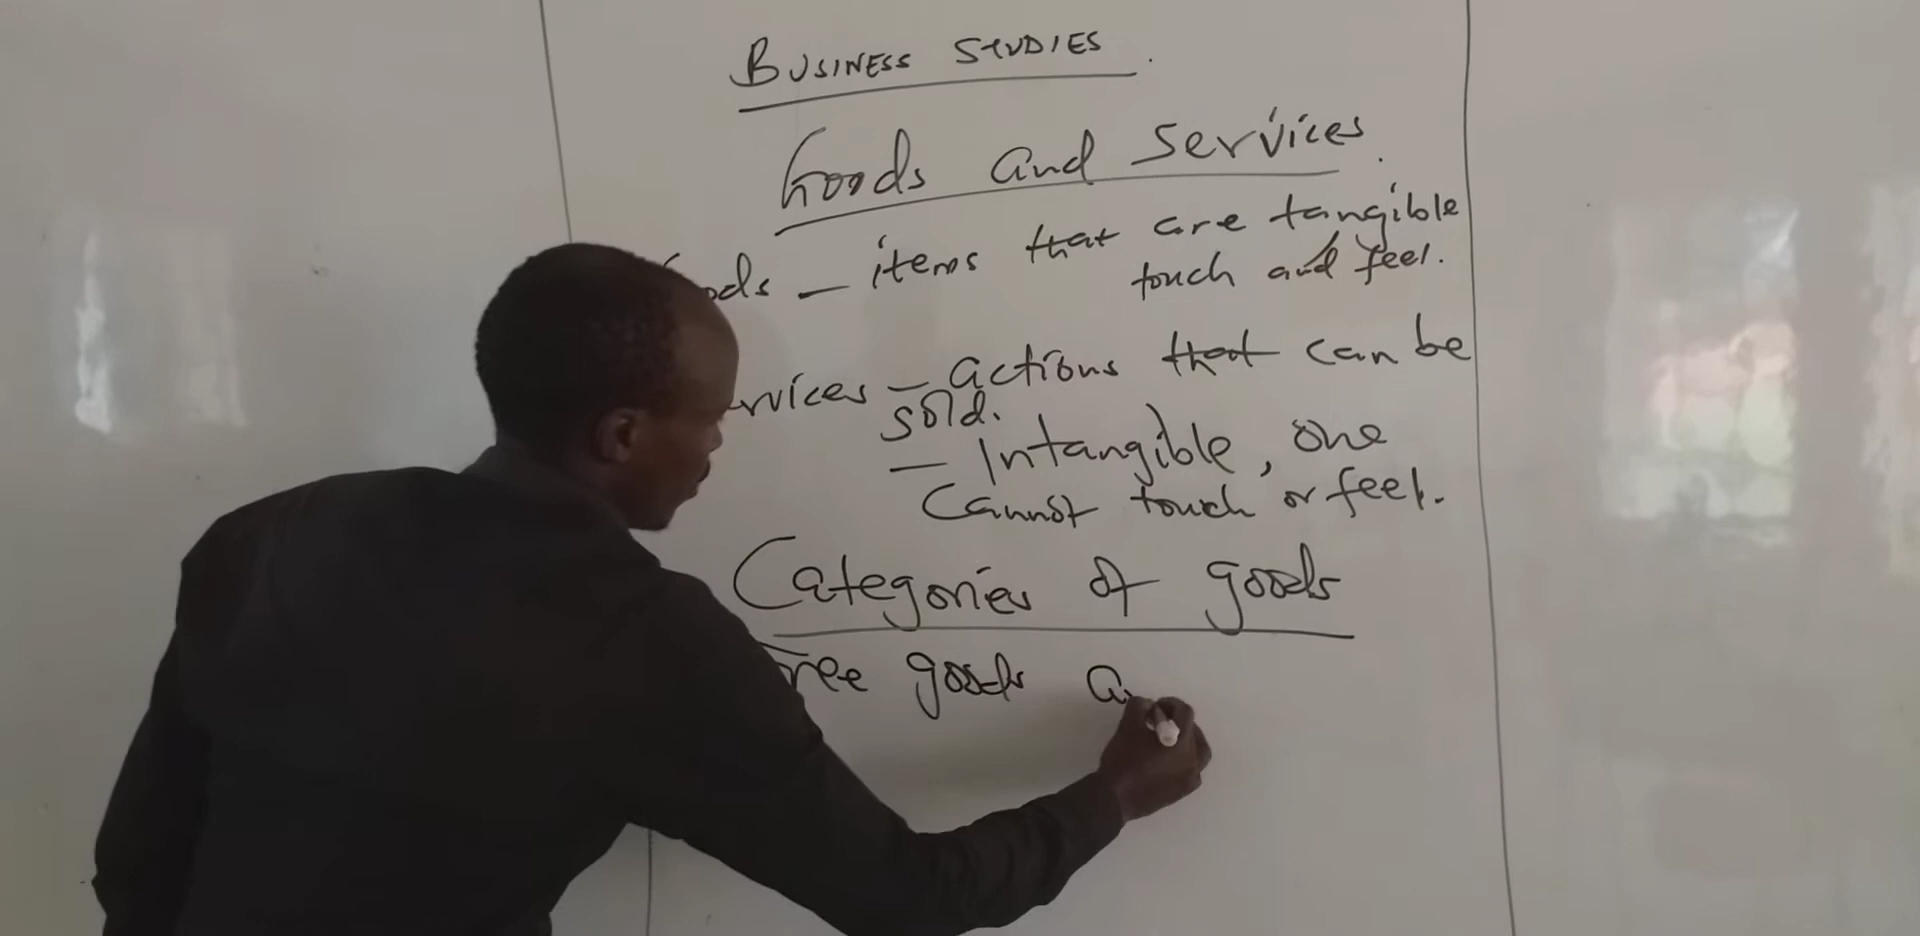 BUSINESS STUDIES.
Goods and Services.
ods – items that are tangible
touch and feel.
rvices – actions that can be
sold.
– Intangible, one
Cannot touch or feel.
Categories of goods
Free goods a